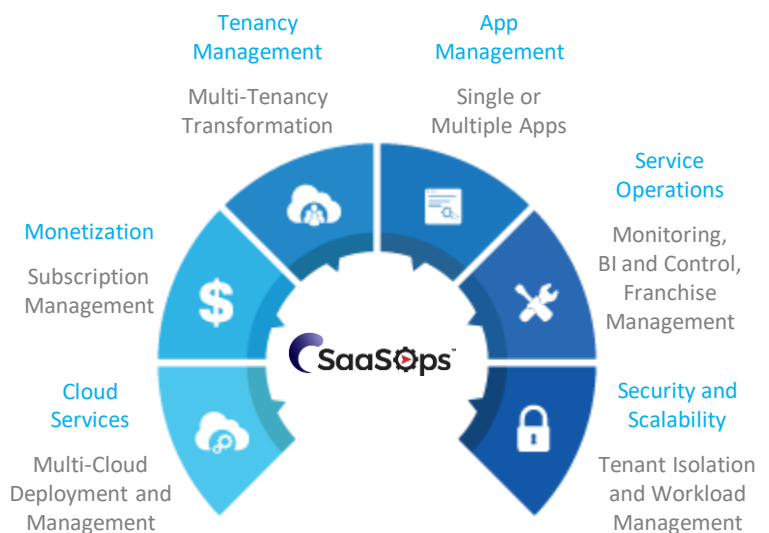 Tenancy
Management
Multi-Tenancy
Transformation
App
Management
Single or
Multiple Apps
Service
Operations
Monitoring,
BI and Control,
Franchise
Management
Monetization
Subscription
Management
$
SaaSOps™
Cloud
Services
Multi-Cloud
Deployment and
Management
Security and
Scalability
Tenant Isolation
and Workload
Management